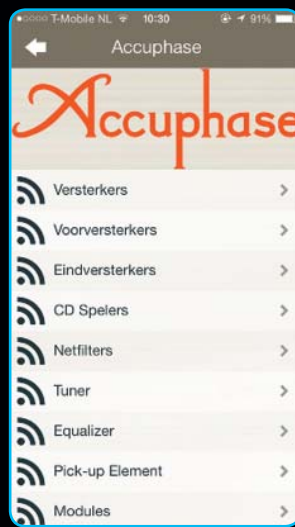 T-Mobile NL 10:30 91%
Accuphase
Accuphase
Versterkers
Voorversterkers
Eindversterkers
CD Spelers
Netfilters
Tuner
Equalizer
Pick-up Element
Modules